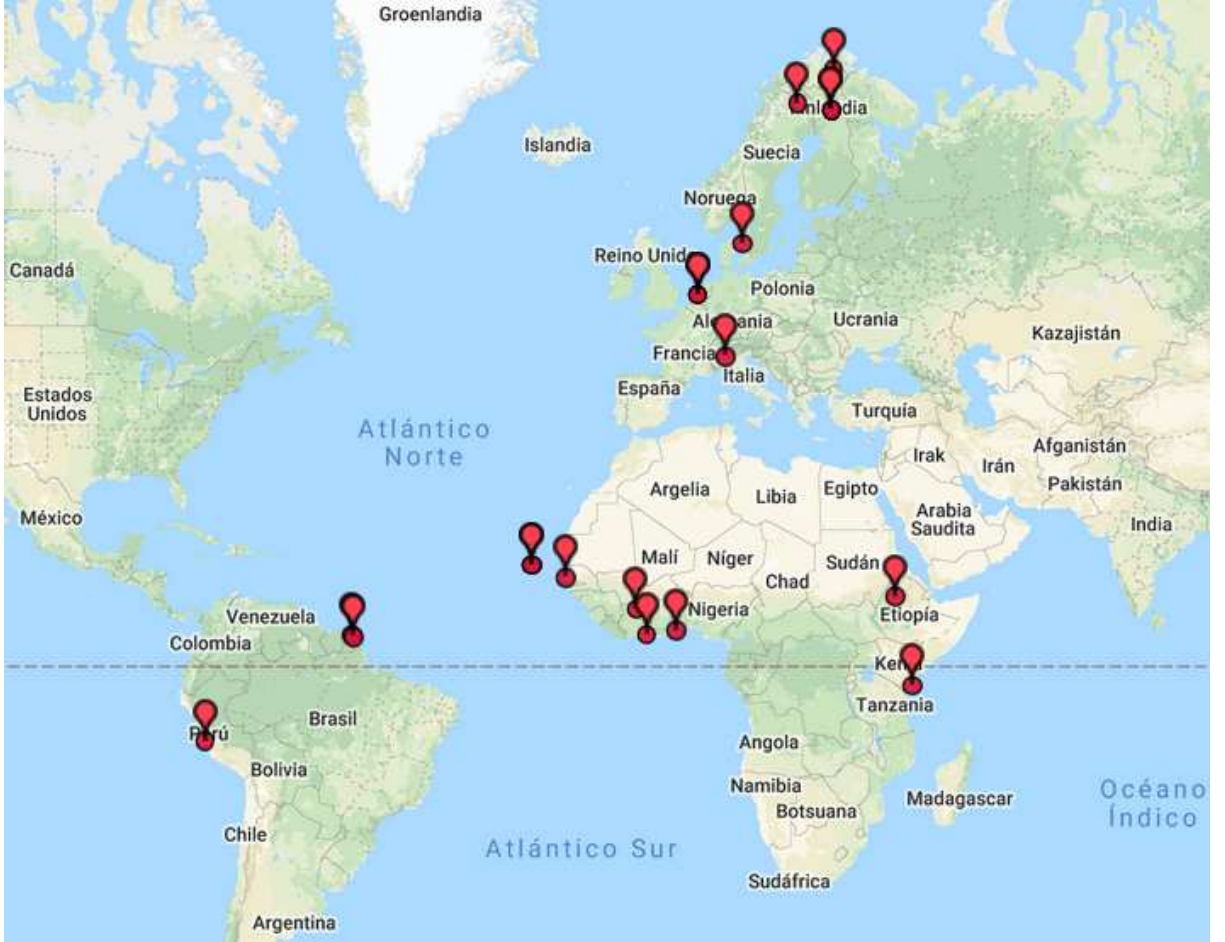 Groenlandia
Finlandia
Islandia
Suecia
Noruega
Reino Unido
Canadá
Polonia
Alemania
Ucrania
Kazajistán
Francia
Italia
España
Estados
Unidos
Turquía
Atlántico
Norte
Afganistán
Irak
Irán
Pakistán
Argelia
Libia
Egipto
Arabia
Saudita
India
México
Malí
Níger
Chad
Sudán
Nigeria
Etiopía
Venezuela
Colombia
Kenia
Tanzania
Brasil
Perú
Angola
Bolivia
Namibia
Botsuana
Madagascar
Océano
Índico
Chile
Atlántico Sur
Sudáfrica
Argentina